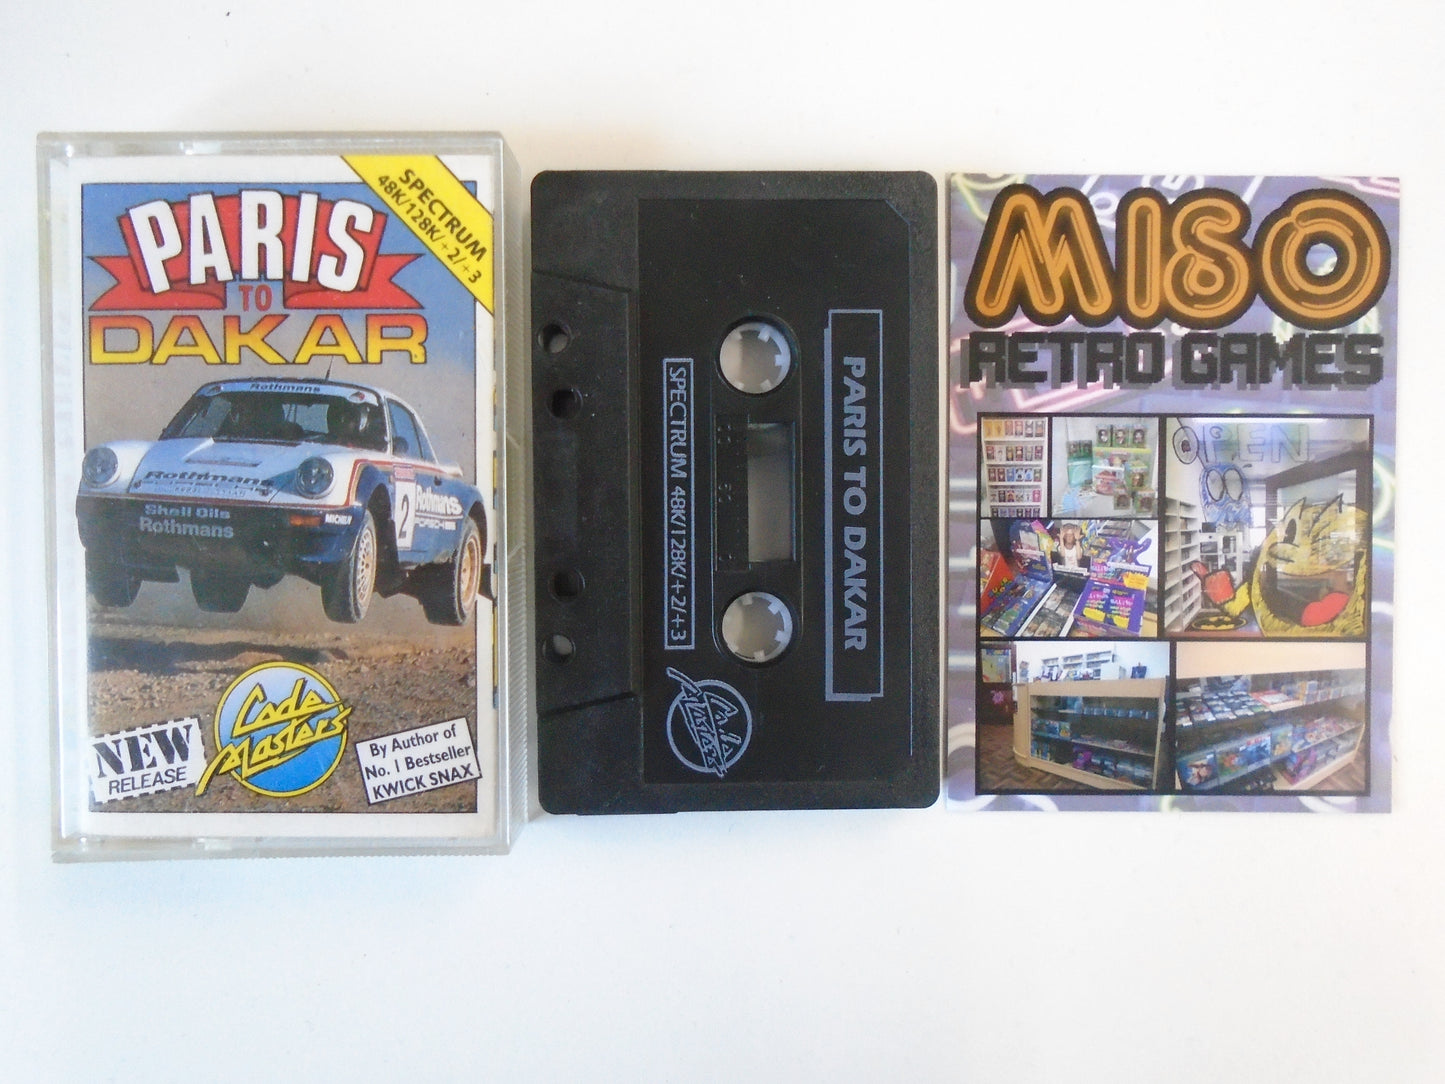 PARIS
TO
DAKAR
SPECTRUM
48K/128K/+2/+3
Rothmans
Rothmans
Shell Oils
Rothmans
MICHELIN
2
Rothmans
Code
Masters
NEW
RELEASE
By Author of
No. 1 Bestseller
KWICK SNAX
PARIS TO DAKAR
SPECTRUM 48K/128K/+2/+3
Code
Masters
MISO
RETRO GAMES
OPEN